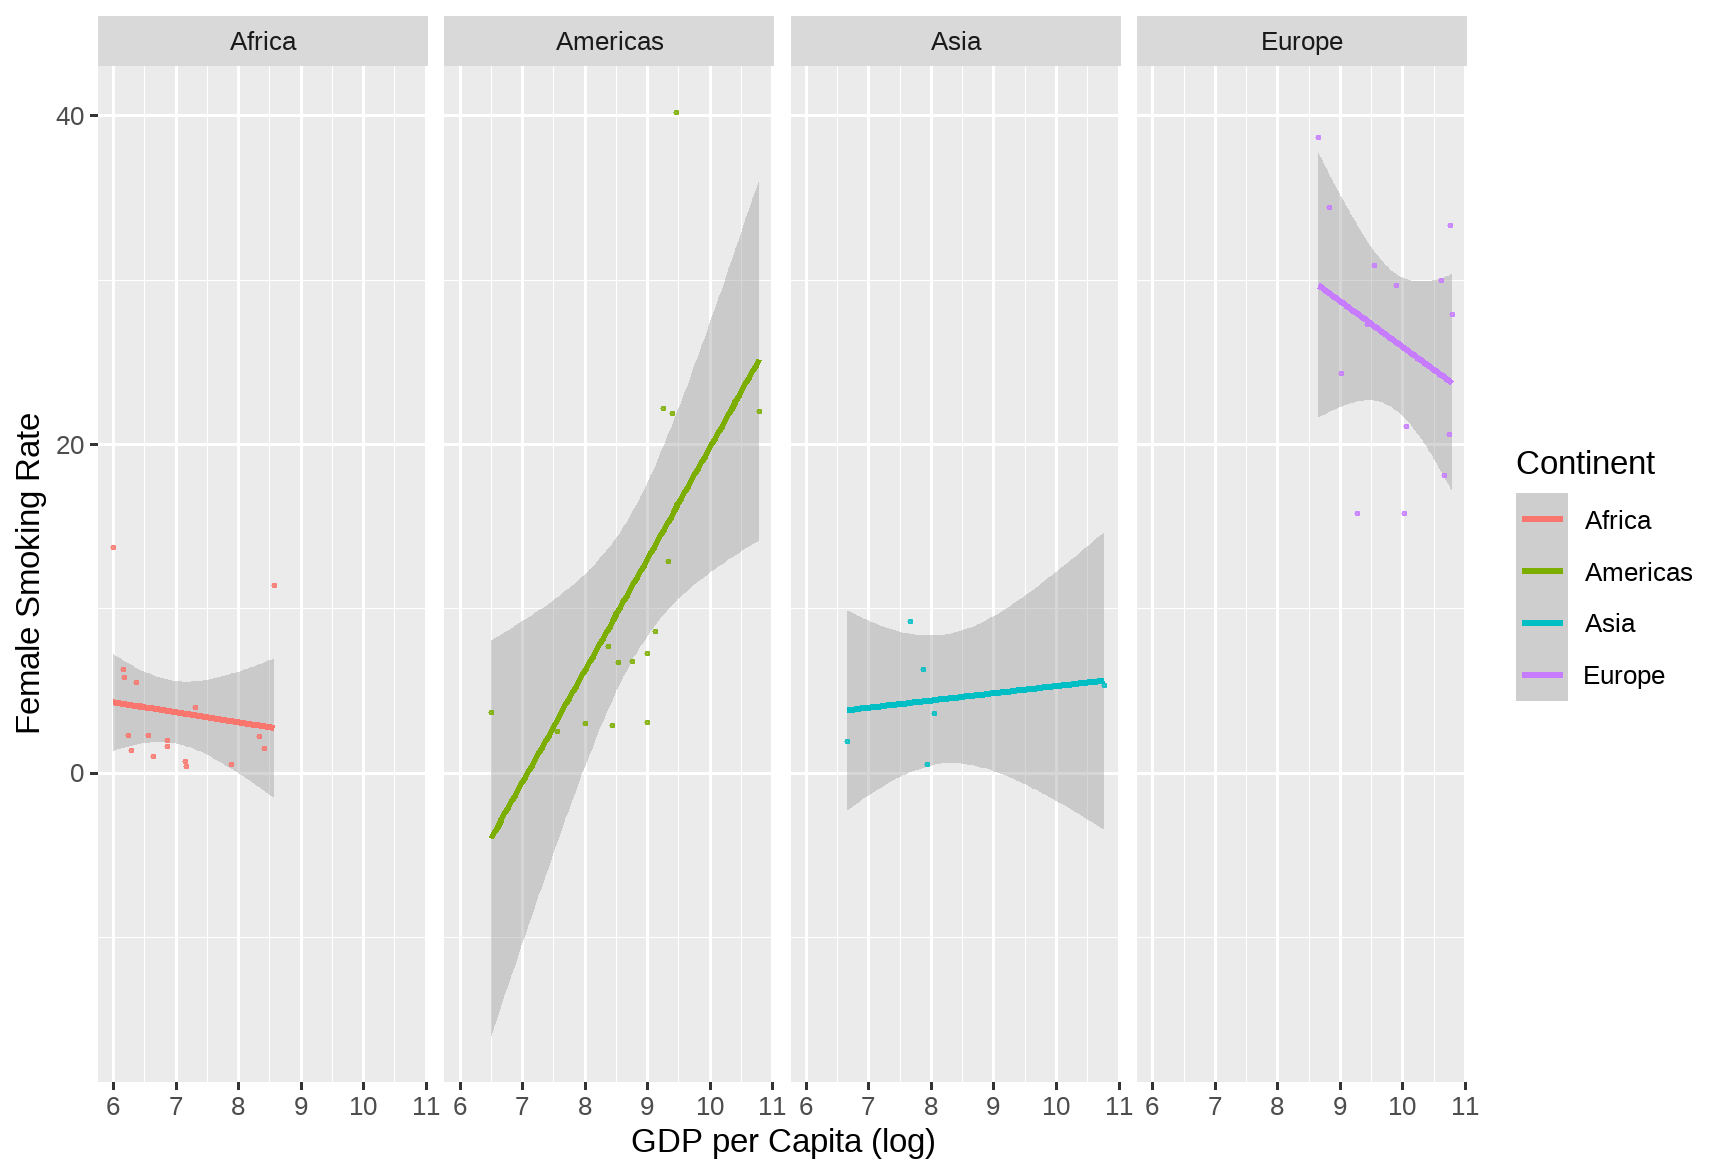 Africa
Americas
Asia
Europe
40
20
0
Female Smoking Rate
6 7 8 9 10 11 6 7 8 9 10 11 6 7 8 9 10 11 6 7 8 9 10 11
GDP per Capita (log)
Continent
Africa
Americas
Asia
Europe